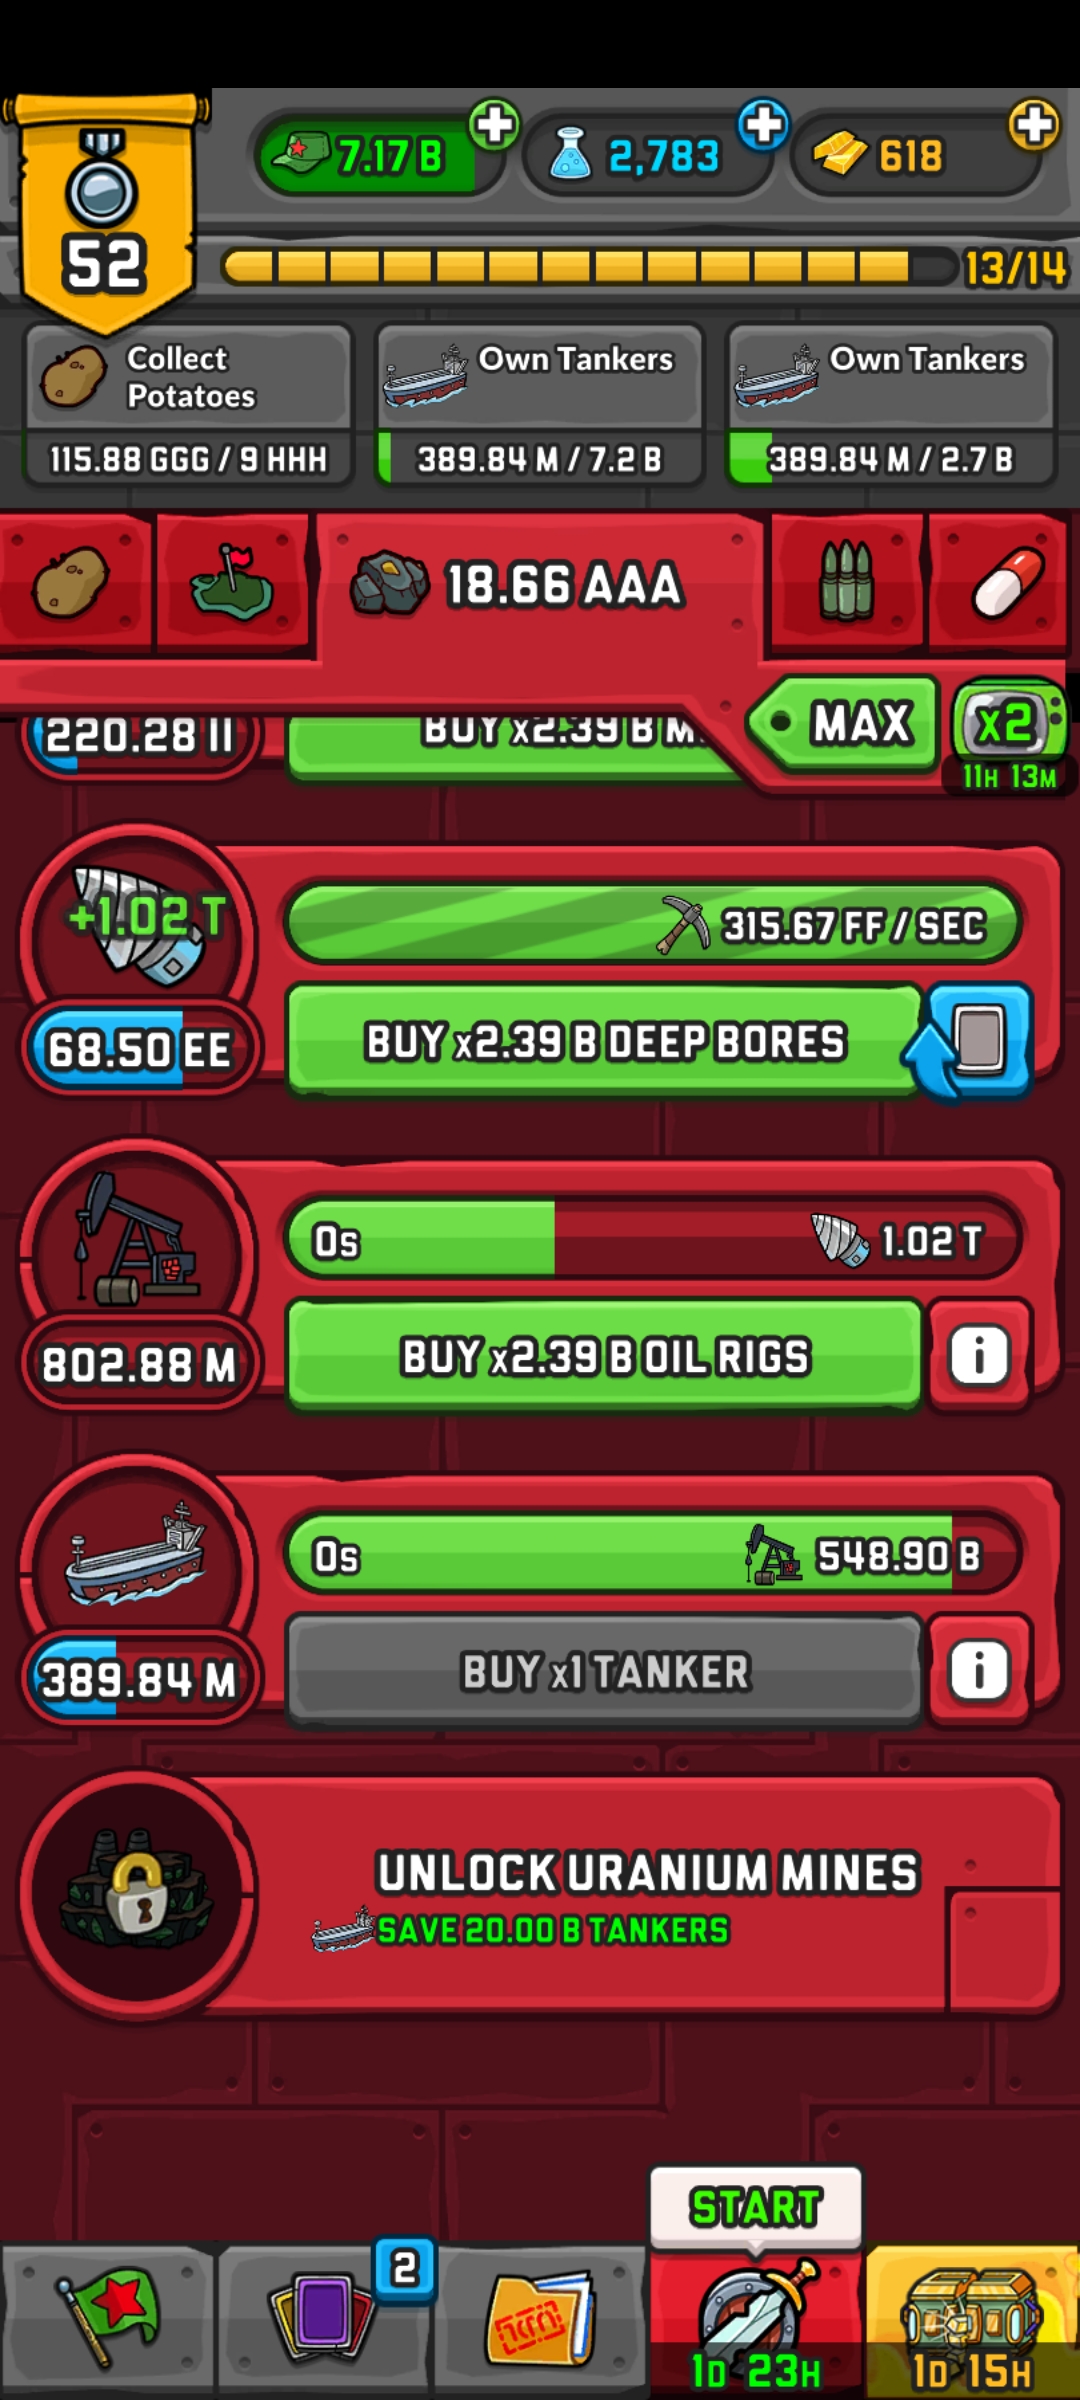 7.17 B
2,783
618
52
13/14
Collect
Potatoes
115.88 GGG / 9 HHH
Own Tankers
389.84 M / 7.2 B
Own Tankers
389.84 M / 2.7 B
18.66 AAA
MAX
x2
11H 13M
220.28 II
BUY x2.39 B M
+1.02 T
315.67 FF / SEC
68.50 EE
BUY x2.39 B DEEP BORES
0s
1.02 T
802.88 M
BUY x2.39 B OIL RIGS
i
0s
548.90 B
389.84 M
BUY x1 TANKER
i
UNLOCK URANIUM MINES
SAVE 20.00 B TANKERS
START
2
1D 23H
1D 15H